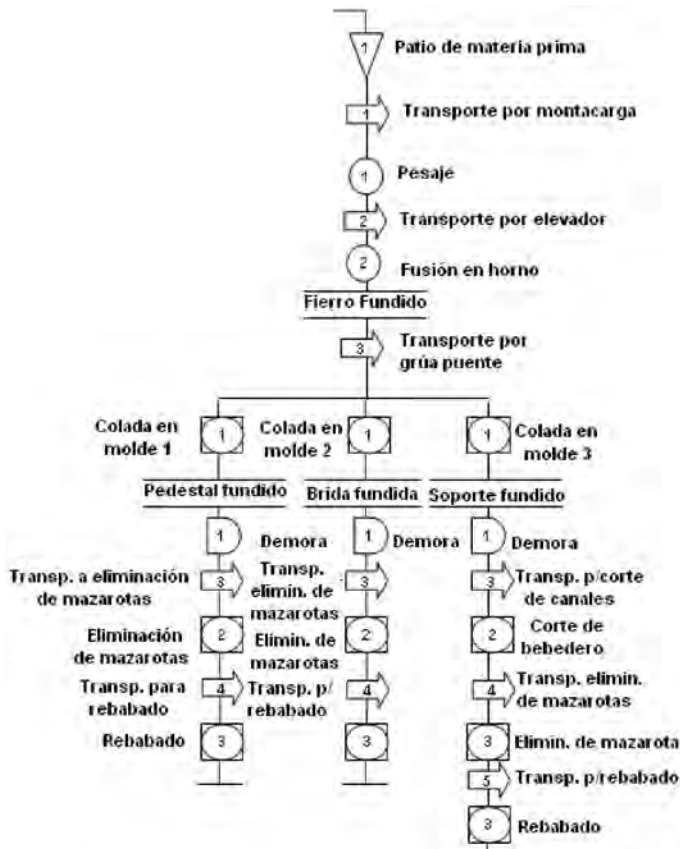 1
Patio de materia prima
1
Transporte por montacarga
1
Pesaje
2
Transporte por elevador
2
Fusión en horno
Fierro Fundido
3
Transporte por
grúa puente
Colada en
molde 1
1
Colada en
molde 2
1
1
Colada en
molde 3
Pedestal fundido
Brida fundida
Soporte fundido
1
Demora
1
Demora
1
Demora
Transp. a eliminación
de mazarotas
3
Transp.
elimin. de
mazarotas
3
3
Transp. p/corte
de canales
Eliminación
de mazarotas
2
Elimin. de
mazarotas
2
2
Corte de
bebedero
Transp. para
rebabado
4
Transp. p/
rebabado
4
4
Transp. elimin.
de mazarotas
Rebabado
3
3
3
Elimin. de mazarota
5
Transp. p/rebabado
3
Rebabado